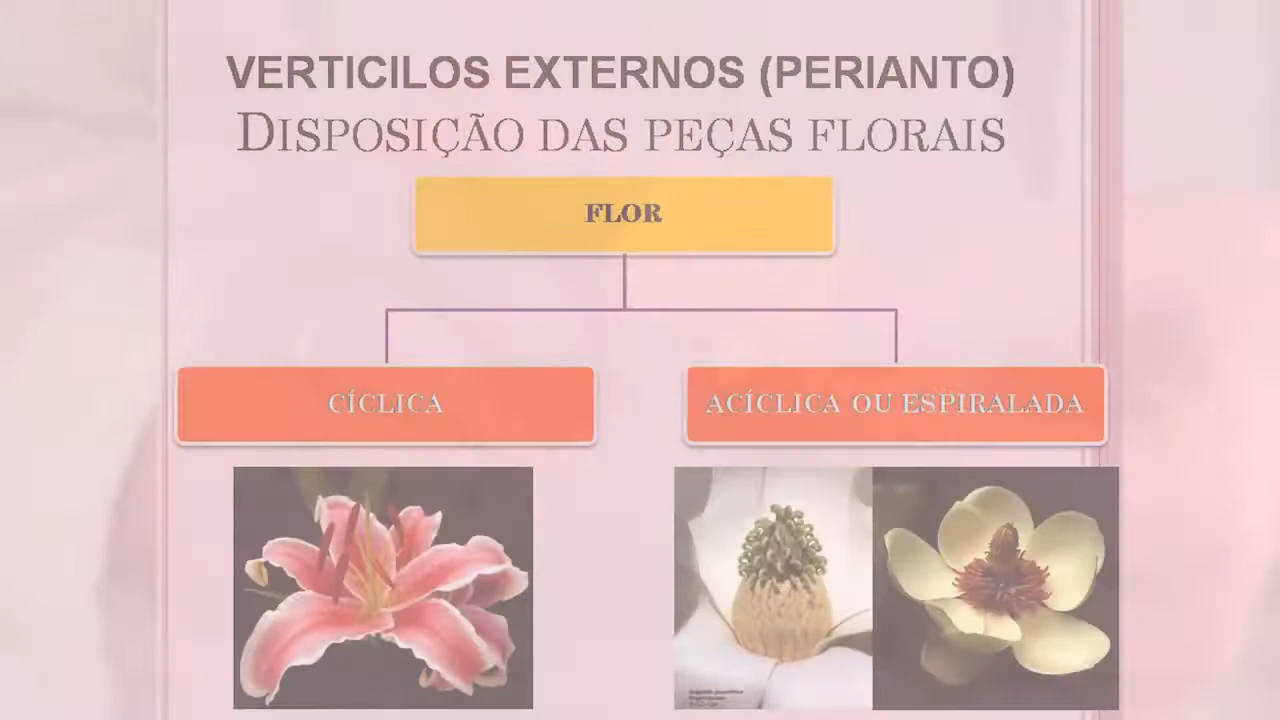 VERTICILOS EXTERNOS (PERIANTO)
DISPOSIÇÃO DAS PEÇAS FLORAIS
FLOR
CÍCLICA
ACÍCLICA OU ESPIRALADA